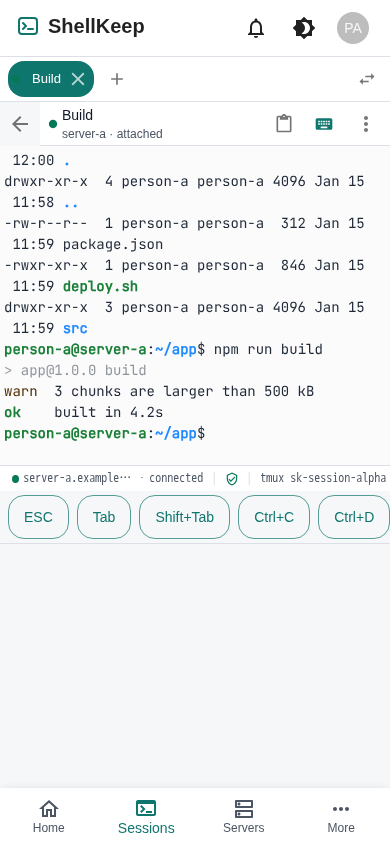 ShellKeep
PA
Build
Build
server-a · attached
12:00 .
drwxr-xr-x  4 person-a person-a 4096 Jan 15
11:58 ..
-rw-r--r--  1 person-a person-a  312 Jan 15
11:59 package.json
-rwxr-xr-x  1 person-a person-a  846 Jan 15
11:59 deploy.sh
drwxr-xr-x  3 person-a person-a 4096 Jan 15
11:59 src
person-a@server-a:~/app$ npm run build
> app@1.0.0 build
warn  3 chunks are larger than 500 kB
ok    built in 4.2s
person-a@server-a:~/app$
server-a.example··· · connected tmux sk-session-alpha
ESC Tab Shift+Tab Ctrl+C Ctrl+D
Home Sessions Servers More